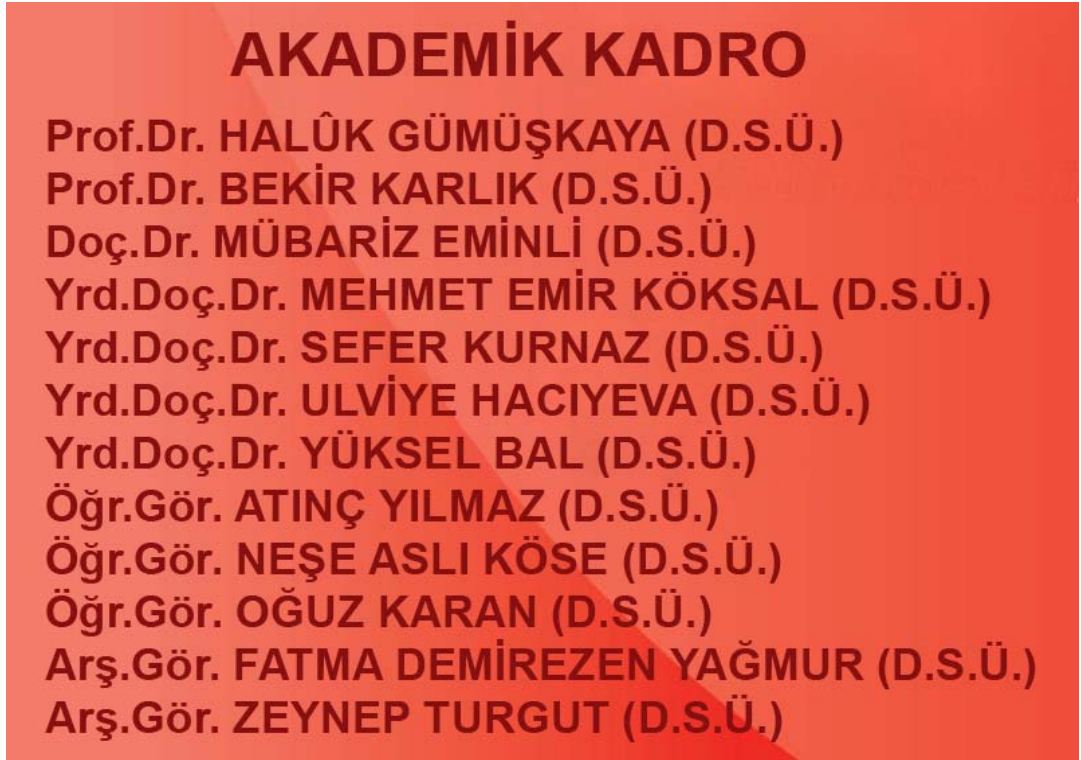 AKADEMİK KADRO
Prof.Dr. HALÛK GÜMÜŞKAYA (D.S.Ü.)
Prof.Dr. BEKİR KARLIK (D.S.Ü.)
Doç.Dr. MÜBARİZ EMİNLİ (D.S.Ü.)
Yrd.Doç.Dr. MEHMET EMİR KÖKSAL (D.S.Ü.)
Yrd.Doç.Dr. SEFER KURNAZ (D.S.Ü.)
Yrd.Doç.Dr. ULVİYE HACIYEVA (D.S.Ü.)
Yrd.Doç.Dr. YÜKSEL BAL (D.S.Ü.)
Öğr.Gör. ATINÇ YILMAZ (D.S.Ü.)
Öğr.Gör. NEŞE ASLI KÖSE (D.S.Ü.)
Öğr.Gör. OĞUZ KARAN (D.S.Ü.)
Arş.Gör. FATMA DEMİREZEN YAĞMUR (D.S.Ü.)
Arş.Gör. ZEYNEP TURGUT (D.S.Ü.)